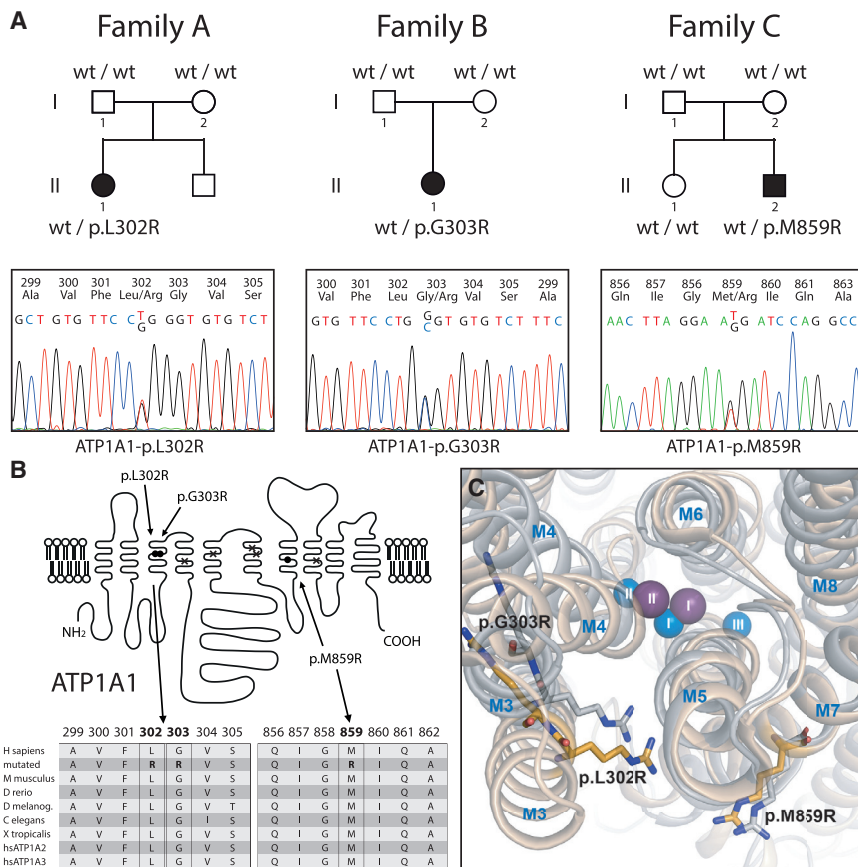 A
Family A Family B Family C
wt / wt wt / wt wt / wt wt / wt wt / wt wt / wt
I I I
1 2 1 2 1 2
II II II
1 1 1 2
wt / p.L302R wt / p.G303R wt / wt wt / p.M859R
299 300 301 302 303 304 305
Ala Val Phe Leu/Arg Gly Val Ser
GCT GTG TTC C T GGT GTG TCT
G
ATP1A1-p.L302R
300 301 302 303 304 305 299
Val Phe Leu Gly/Arg Val Ser Ala
G
GTG TTC CTG GT GTG TCT TTC
C
ATP1A1-p.G303R
856 857 856 859 860 861 863
Gln Ile Gly Met/Arg Ile Gln Ala
AAC TTA GGA A T G ATC CAG GCC
G
ATP1A1-p.M859R
B
p.L302R
p.G303R
NH2
COOH
p.M859R
ATP1A1
299 300 301 302 303 304 305 856 857 858 859 860 861 862
H sapiens A V F L G V S Q I G M I Q A
mutated A V F R R V S Q I G R I Q A
M musculus A V F L G V S Q I G M I Q A
D rerio A V F L G V S Q I G M I Q A
D melanog. A V F L G V T Q I G M I Q A
C elegans A V F L G I S Q I G M I Q A
X tropicalis A V F L G V S Q I G M I Q A
hsATP1A2 A V F L G V S Q I G M I Q A
hsATP1A3 A V F L G V S Q I G M I Q A
C
M6
M4
M8
II II I
p.G303R M4 I III
M3 M5 M7
p.L302R
p.M859R
M3